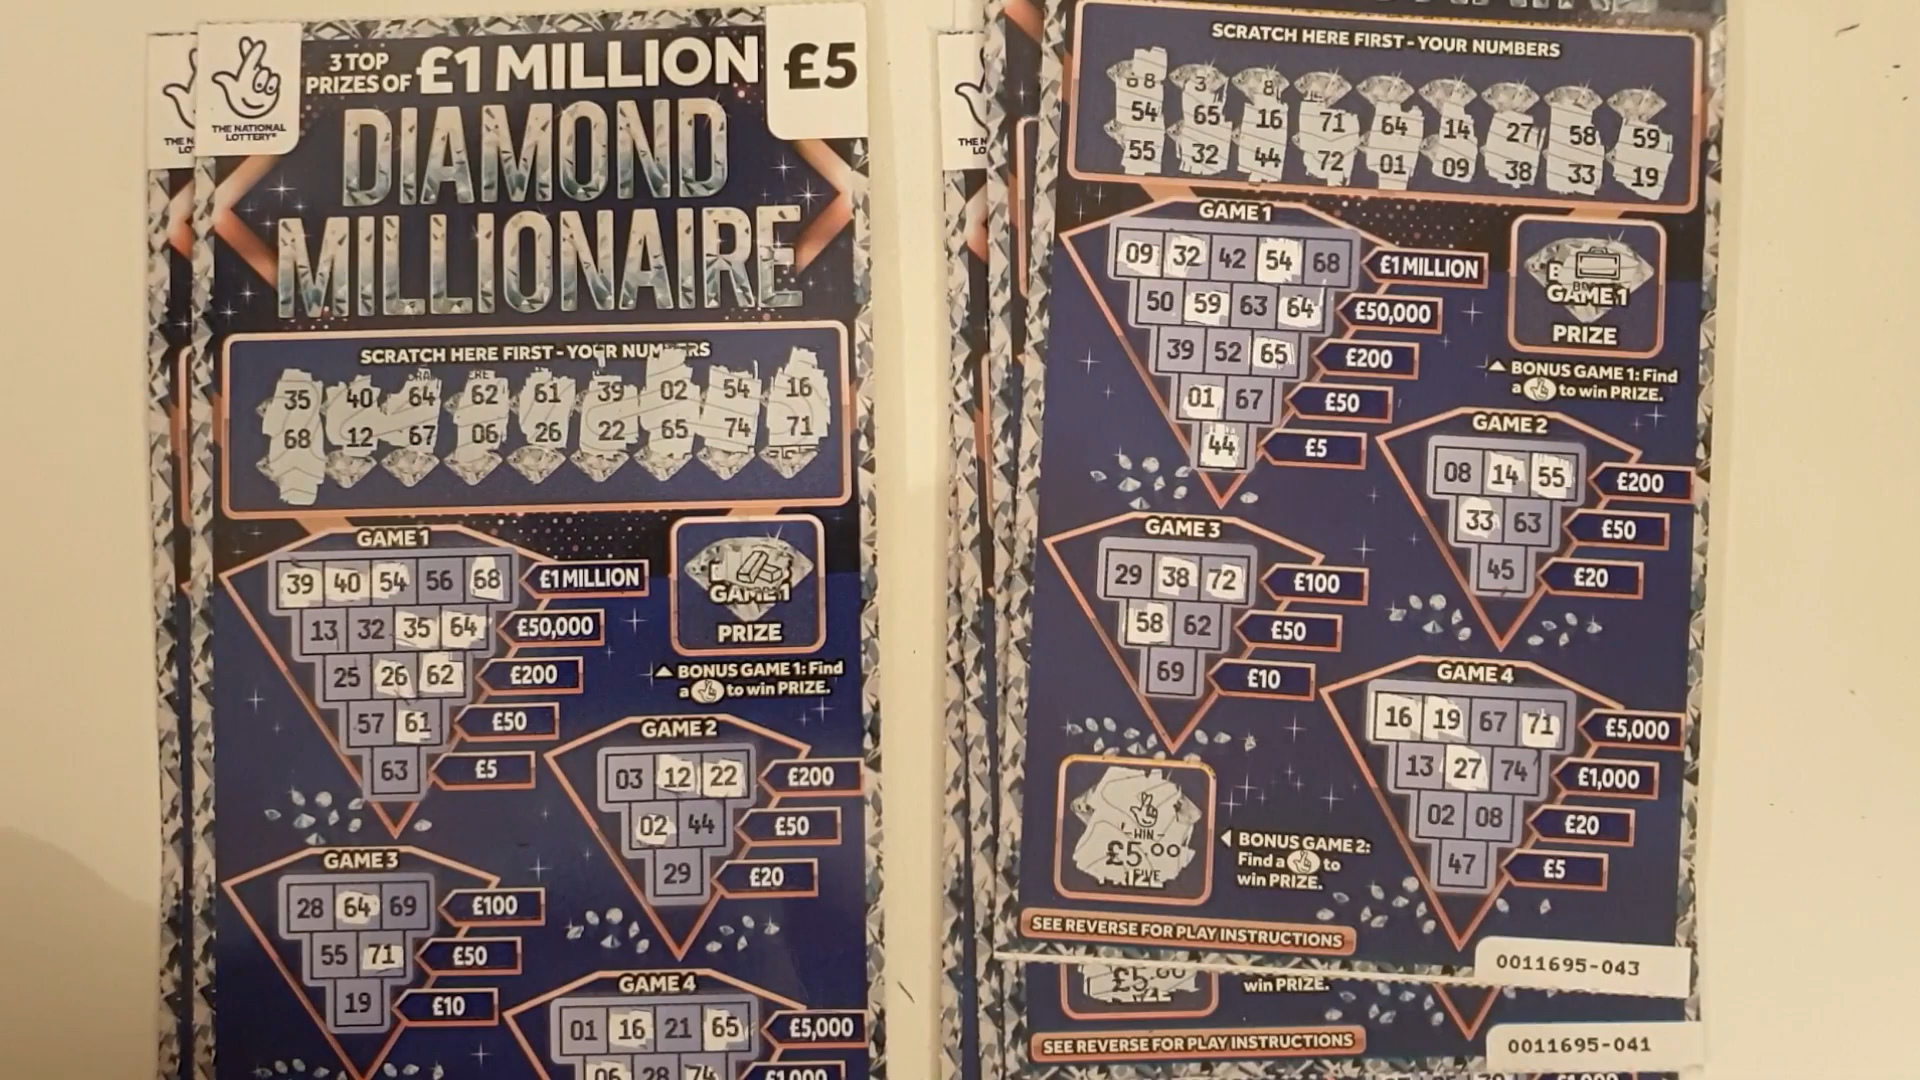 3 TOP
PRIZES OF £1 MILLION
£5
THE NATIONAL
LOTTERY®
DIAMOND
MILLIONAIRE
SCRATCH HERE FIRST - YOUR NUMBERS
35 40 64 62 61 39 02 54 16
68 12 67 06 26 22 65 74 71
GAME 1
39 40 54 56 68 £1 MILLION
13 32 35 64 £50,000
25 26 62 £200
57 61 £50
63 £5
GAME 1
PRIZE
BONUS GAME 1: Find
a to win PRIZE.
GAME 2
03 12 22 £200
02 44 £50
29 £20
GAME 3
28 64 69 £100
55 71 £50
19 £10
GAME 4
01 16 21 65 £5,000
06 28 74 £1,000
SCRATCH HERE FIRST - YOUR NUMBERS
54 65 16 71 64 14 27 58 59
55 32 44 72 01 09 38 33 19
GAME 1
09 32 42 54 68 £1 MILLION
50 59 63 64 £50,000
39 52 65 £200
01 67 £50
44 £5
GAME 1
PRIZE
BONUS GAME 1: Find
a to win PRIZE.
GAME 2
08 14 55 £200
33 63 £50
45 £20
GAME 3
29 38 72 £100
58 62 £50
69 £10
GAME 4
16 19 67 71 £5,000
13 27 74 £1,000
02 08 £20
47 £5
WIN
£5.00
FIVE
BONUS GAME 2:
Find a to
win PRIZE.
SEE REVERSE FOR PLAY INSTRUCTIONS
0011695-043
£5.00
win PRIZE.
SEE REVERSE FOR PLAY INSTRUCTIONS
0011695-041